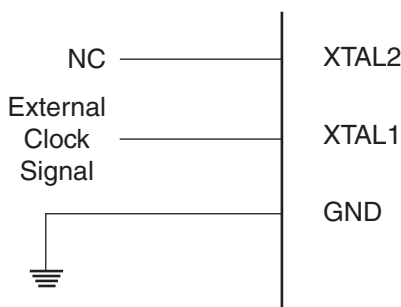 NC
XTAL2
External
Clock
Signal
XTAL1
GND